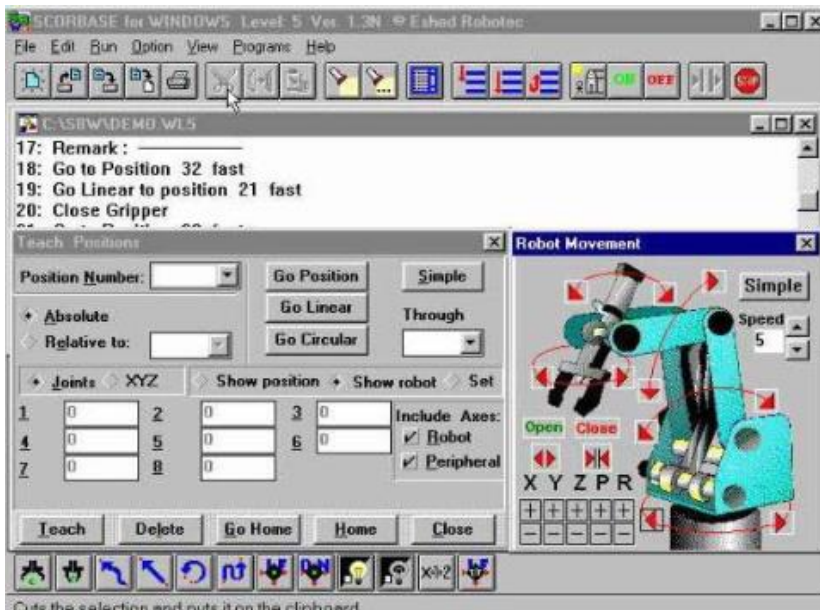 SCORBASE for WINDOWS Level: 5 Ver. 1.3N © Eshed Robotec
File Edit Run Option View Programs Help
ON OFF STOP
C:\SBW\DEMO.WL5
17: Remark : ——————
18: Go to Position 32 fast
19: Go Linear to position 21 fast
20: Close Gripper
Teach Positions
Position Number:
Go Position
Simple
Absolute
Go Linear
Through
Relative to:
Go Circular
Joints XYZ Show position Show robot Set
1 0 2 0 3 0 Include Axes:
4 0 5 0 6 0 Robot
7 0 8 0 Peripheral
Teach Delete Go Home Home Close
Robot Movement
Simple
Speed
5
Open Close
X Y Z P R
+ + + + +
- - - - -
Cuts the selection and puts it on the clipboard